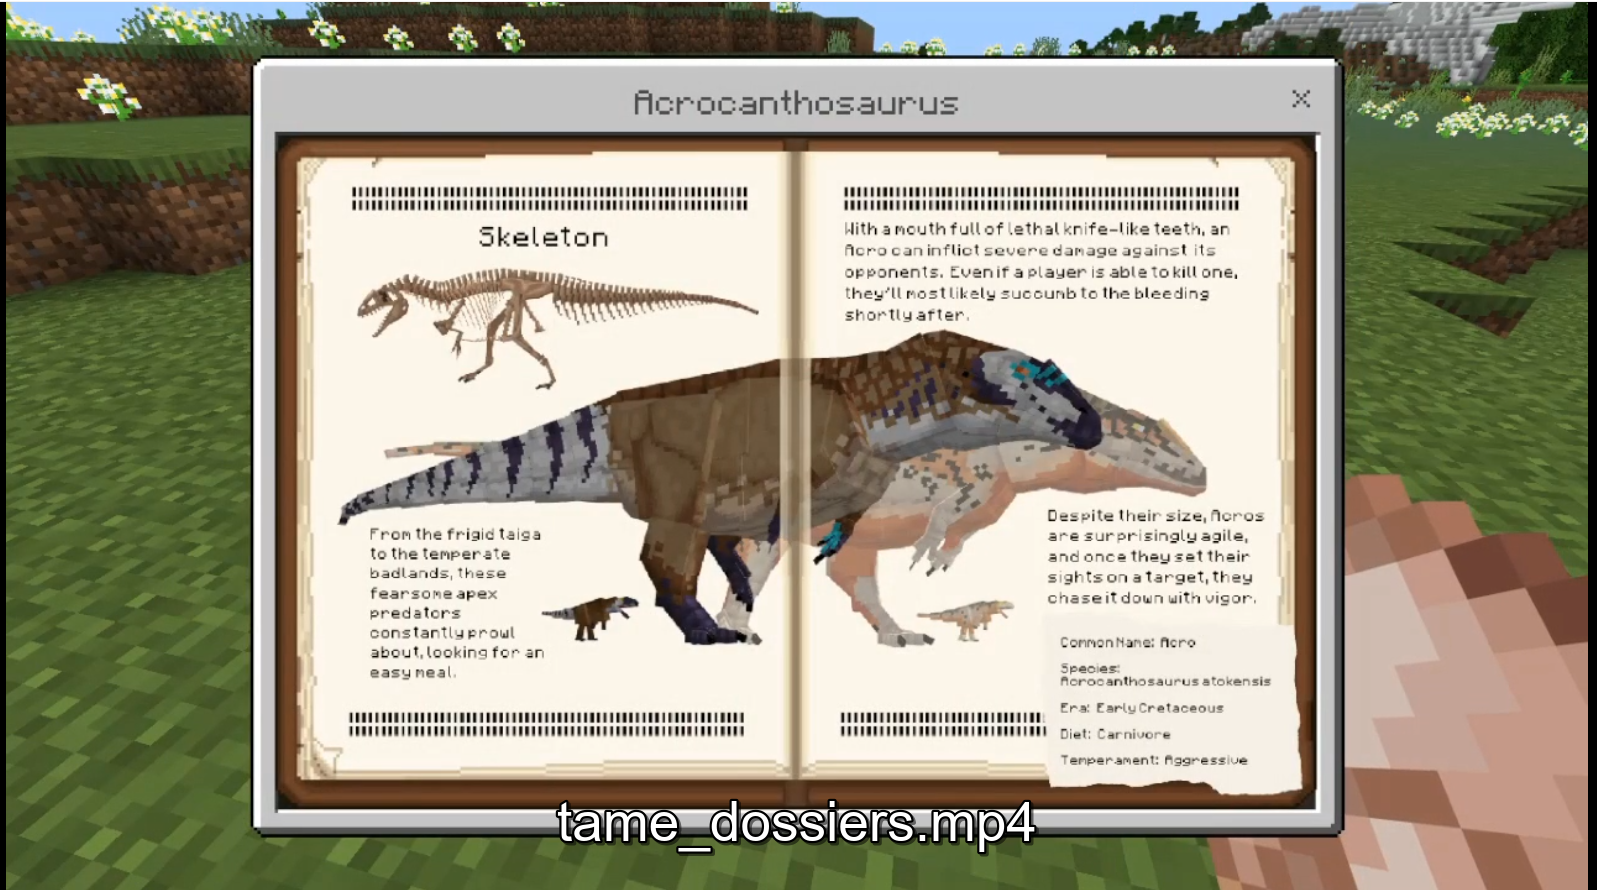 Acrocanthosaurus
Skeleton
From the frigid taiga
to the temperate
badlands, these
fearsome apex
predators
constantly prowl
about, looking for an
easy meal.
With a mouth full of lethal knife-like teeth, an
Acro can inflict severe damage against its
opponents. Even if a player is able to kill one,
they'll most likely succumb to the bleeding
shortly after.
Despite their size, Acros
are surprisingly agile,
and once they set their
sights on a target, they
chase it down with vigor.
Common Name: Acro
Species:
Acrocanthosaurus atokensis
Era: Early Cretaceous
Diet: Carnivore
Temperament: Aggressive
tame_dossiers.mp4